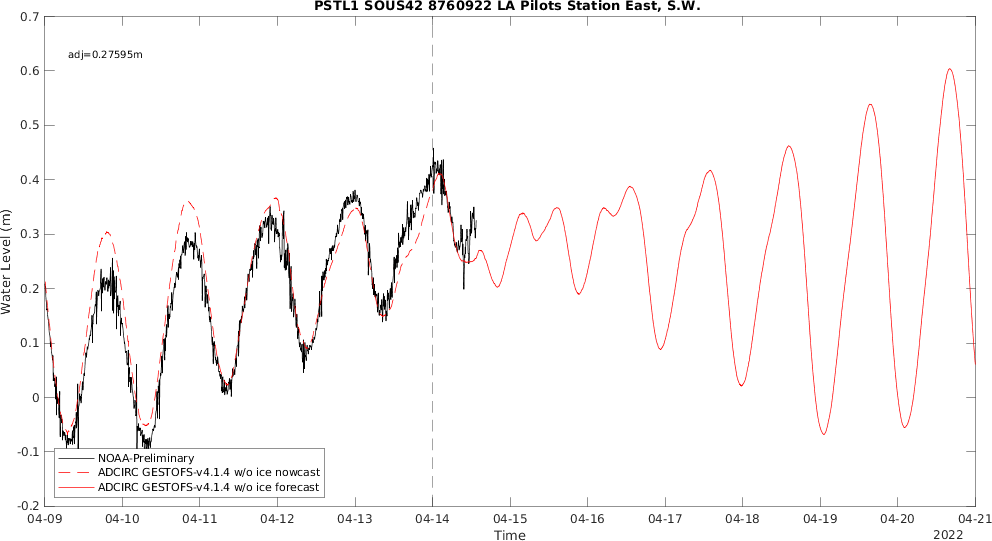 PSTL1 SOUS42 8760922 LA Pilots Station East, S.W.
adj=0.27595m
Water Level (m)
0.7
0.6
0.5
0.4
0.3
0.2
0.1
0
-0.1
-0.2
NOAA-Preliminary
ADCIRC GESTOFS-v4.1.4 w/o ice nowcast
ADCIRC GESTOFS-v4.1.4 w/o ice forecast
04-09 04-10 04-11 04-12 04-13 04-14 04-15 04-16 04-17 04-18 04-19 04-20 04-21
Time
2022